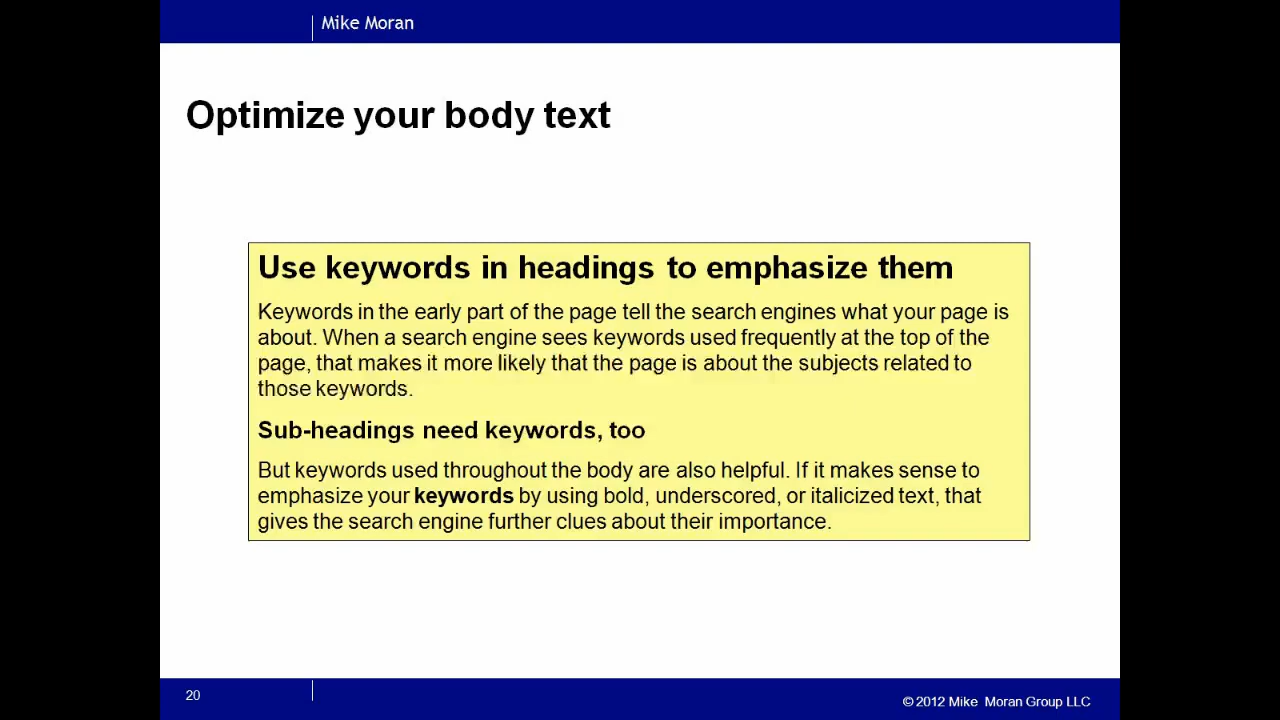 Mike Moran
Optimize your body text
Use keywords in headings to emphasize them
Keywords in the early part of the page tell the search engines what your page is
about. When a search engine sees keywords used frequently at the top of the
page, that makes it more likely that the page is about the subjects related to
those keywords.
Sub-headings need keywords, too
But keywords used throughout the body are also helpful. If it makes sense to
emphasize your keywords by using bold, underscored, or italicized text, that
gives the search engine further clues about their importance.
20
© 2012 Mike Moran Group LLC